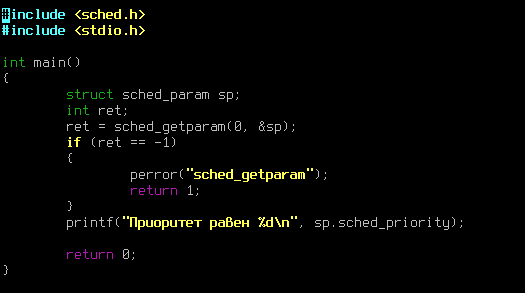 #include <sched.h>
#include <stdio.h>

int main()
{
        struct sched_param sp;
        int ret;
        ret = sched_getparam(0, &sp);
        if (ret == -1)
        {
                perror("sched_getparam");
                return 1;
        }
        printf("Приоритет равен %d\n", sp.sched_priority);

        return 0;
}